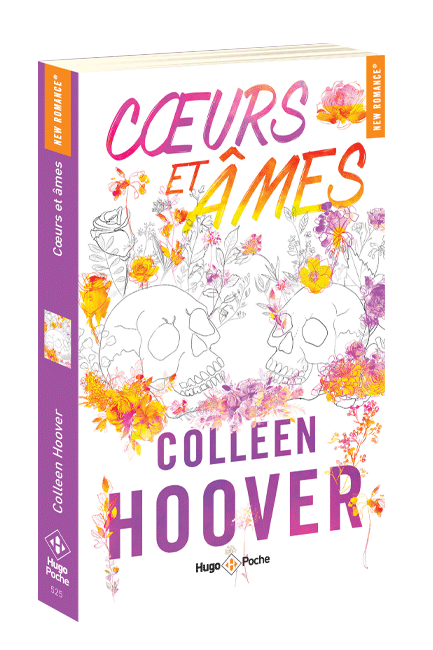 CŒURS
ET ÂMES
NEW ROMANCE®
COLLEEN
HOOVER
Hugo Poche
NEW ROMANCE®
Cœurs et âmes
Colleen Hoover
Hugo
Poche
525